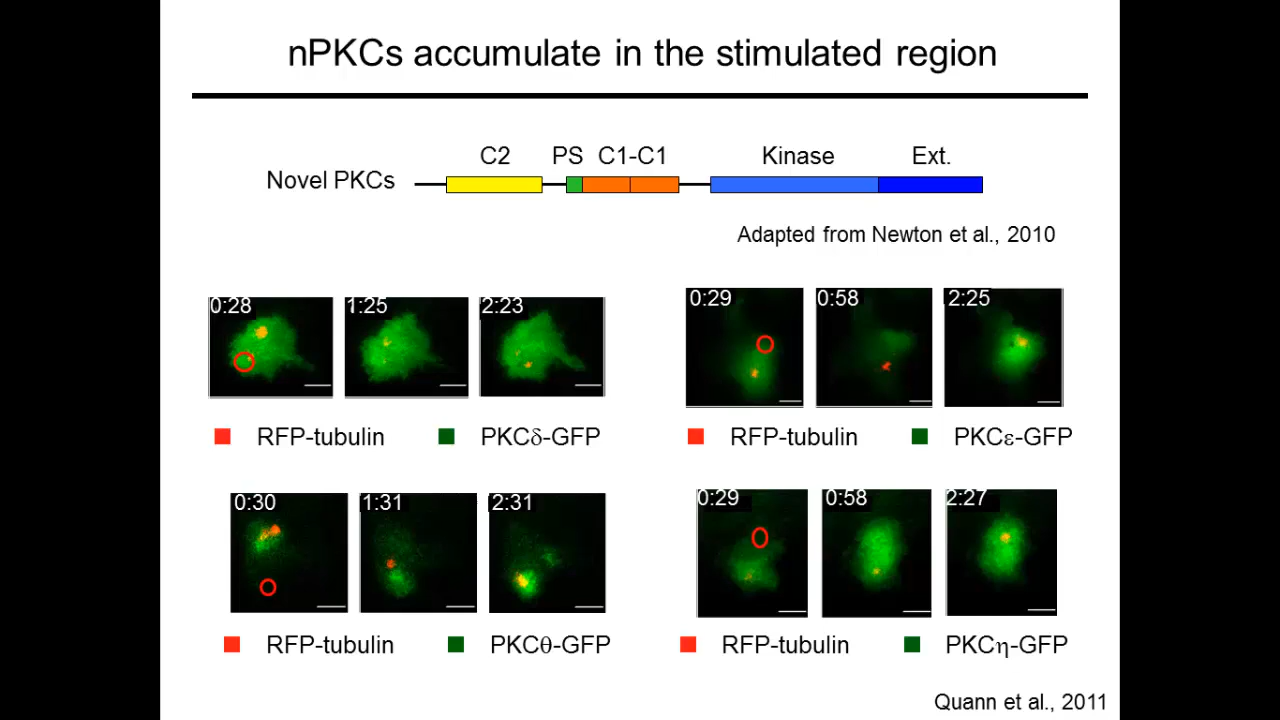 nPKCs accumulate in the stimulated region
C2 PS C1-C1 Kinase Ext.
Novel PKCs
Adapted from Newton et al., 2010
0:28 1:25 2:23 0:29 0:58 2:25
RFP-tubulin PKCδ-GFP RFP-tubulin PKCε-GFP
0:30 1:31 2:31 0:29 0:58 2:27
RFP-tubulin PKCθ-GFP RFP-tubulin PKCη-GFP
Quann et al., 2011